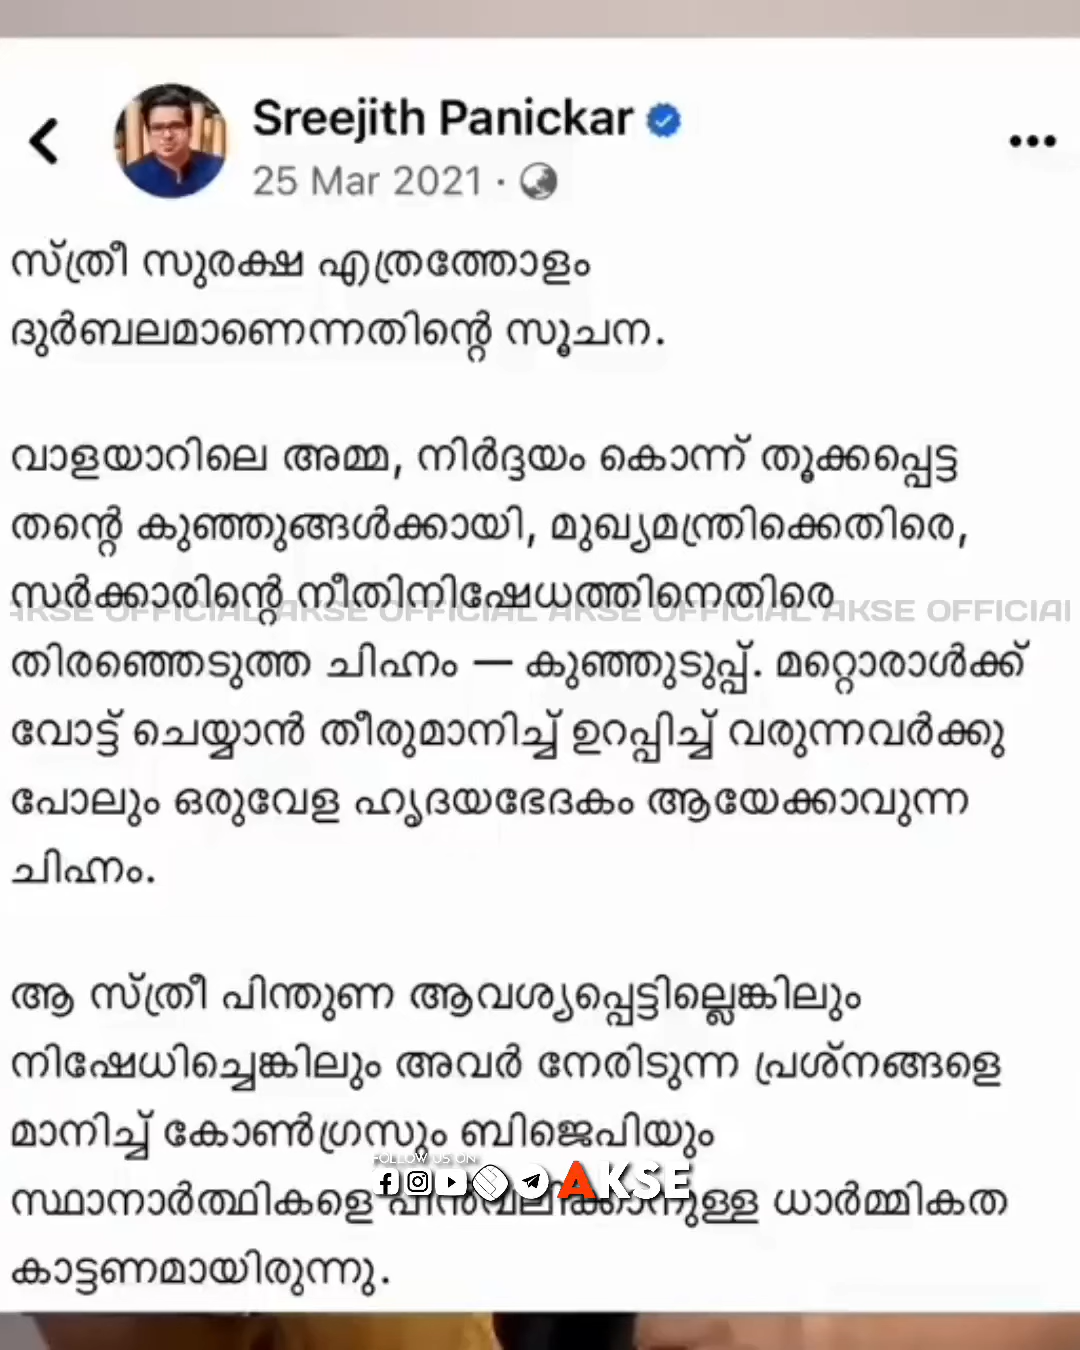 Sreejith Panickar
25 Mar 2021 ·
സ്ത്രീ സുരക്ഷ എത്രത്തോളം
ദുർബലമാണെന്നതിന്റെ സൂചന.
വാളയാറിലെ അമ്മ, നിർദ്ദയം കൊന്ന് തൂക്കപ്പെട്ട
തന്റെ കുഞ്ഞുങ്ങൾക്കായി, മുഖ്യമന്ത്രിക്കെതിരെ,
സർക്കാരിന്റെ നീതിനിഷേധത്തിനെതിരെ
AKSE OFFICIAL AKSE OFFICIAL AKSE OFFICIAL AKSE OFFICIAL
തിരഞ്ഞെടുത്ത ചിഹ്നം — കുഞ്ഞുടുപ്പ്. മറ്റൊരാൾക്ക്
വോട്ട് ചെയ്യാൻ തീരുമാനിച്ച് ഉറപ്പിച്ച് വരുന്നവർക്കു
പോലും ഒരുവേള ഹൃദയഭേദകം ആയേക്കാവുന്ന
ചിഹ്നം.
ആ സ്ത്രീ പിന്തുണ ആവശ്യപ്പെട്ടില്ലെങ്കിലും
നിഷേധിച്ചെങ്കിലും അവർ നേരിടുന്ന പ്രശ്നങ്ങളെ
മാനിച്ച് കോൺഗ്രസും ബിജെപിയും
FOLLOW US ON
AKSE
സ്ഥാനാർത്ഥികളെ പിൻവലിക്കാനുള്ള ധാർമ്മികത
കാട്ടണമായിരുന്നു.